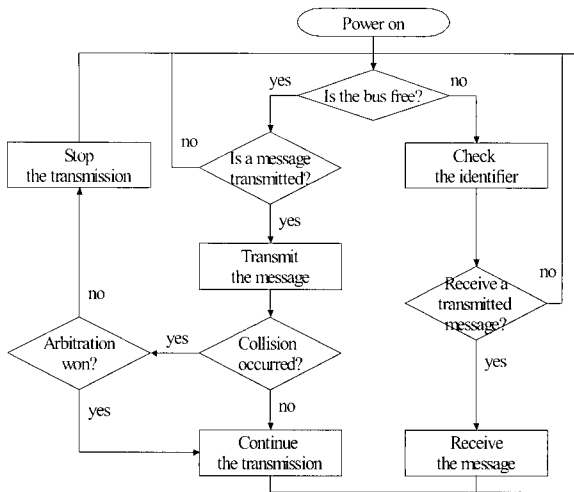 Power on
yes
Is the bus free?
no
no
Stop
the transmission
Is a message
transmitted?
Check
the identifier
yes
Transmit
the message
no
Receive a
transmitted
message?
no
Arbitration
won?
yes
Collision
occurred?
yes
yes
no
Continue
the transmission
Receive
the message